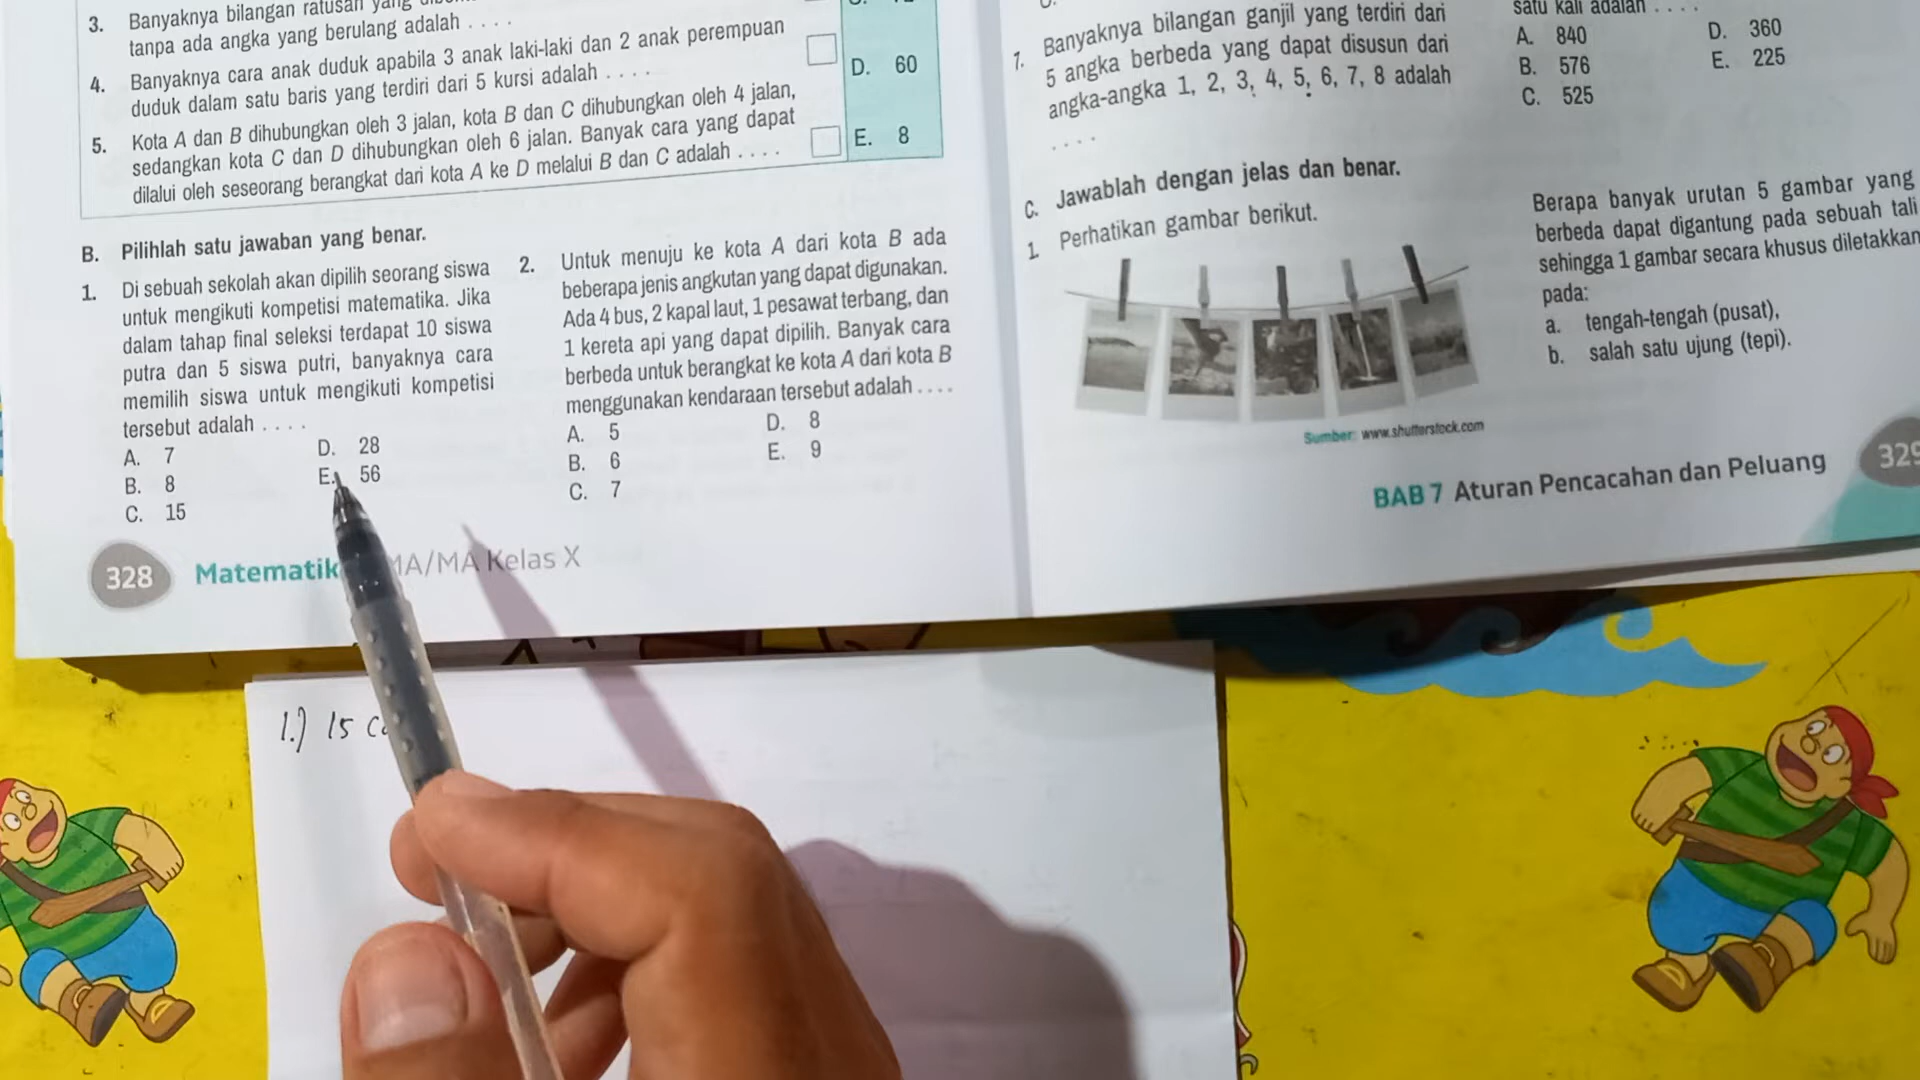 3. Banyaknya bilangan ratusan yang
tanpa ada angka yang berulang adalah . . . .
4. Banyaknya cara anak duduk apabila 3 anak laki-laki dan 2 anak perempuan
duduk dalam satu baris yang terdiri dari 5 kursi adalah . . . .
5. Kota A dan B dihubungkan oleh 3 jalan, kota B dan C dihubungkan oleh 4 jalan,
sedangkan kota C dan D dihubungkan oleh 6 jalan. Banyak cara yang dapat
dilalui oleh seseorang berangkat dari kota A ke D melalui B dan C adalah . . . .
D. 60
E. 8
B. Pilihlah satu jawaban yang benar.
1. Di sebuah sekolah akan dipilih seorang siswa
untuk mengikuti kompetisi matematika. Jika
dalam tahap final seleksi terdapat 10 siswa
putra dan 5 siswa putri, banyaknya cara
memilih siswa untuk mengikuti kompetisi
tersebut adalah . . . .
A. 7
B. 8
C. 15
D. 28
E. 56
2. Untuk menuju ke kota A dari kota B ada
beberapa jenis angkutan yang dapat digunakan.
Ada 4 bus, 2 kapal laut, 1 pesawat terbang, dan
1 kereta api yang dapat dipilih. Banyak cara
berbeda untuk berangkat ke kota A dari kota B
menggunakan kendaraan tersebut adalah . . . .
A. 5
B. 6
C. 7
D. 8
E. 9
328 Matematik MA/MA Kelas X
7. Banyaknya bilangan ganjil yang terdiri dari
5 angka berbeda yang dapat disusun dari
angka-angka 1, 2, 3, 4, 5, 6, 7, 8 adalah
. . . .
satu kali adalah . . . .
A. 840
B. 576
C. 525
D. 360
E. 225
C. Jawablah dengan jelas dan benar.
1. Perhatikan gambar berikut.
Sumber: www.shutterstock.com
Berapa banyak urutan 5 gambar yang
berbeda dapat digantung pada sebuah tali
sehingga 1 gambar secara khusus diletakkan
pada:
a. tengah-tengah (pusat),
b. salah satu ujung (tepi).
BAB 7 Aturan Pencacahan dan Peluang 329
1.) 15 c